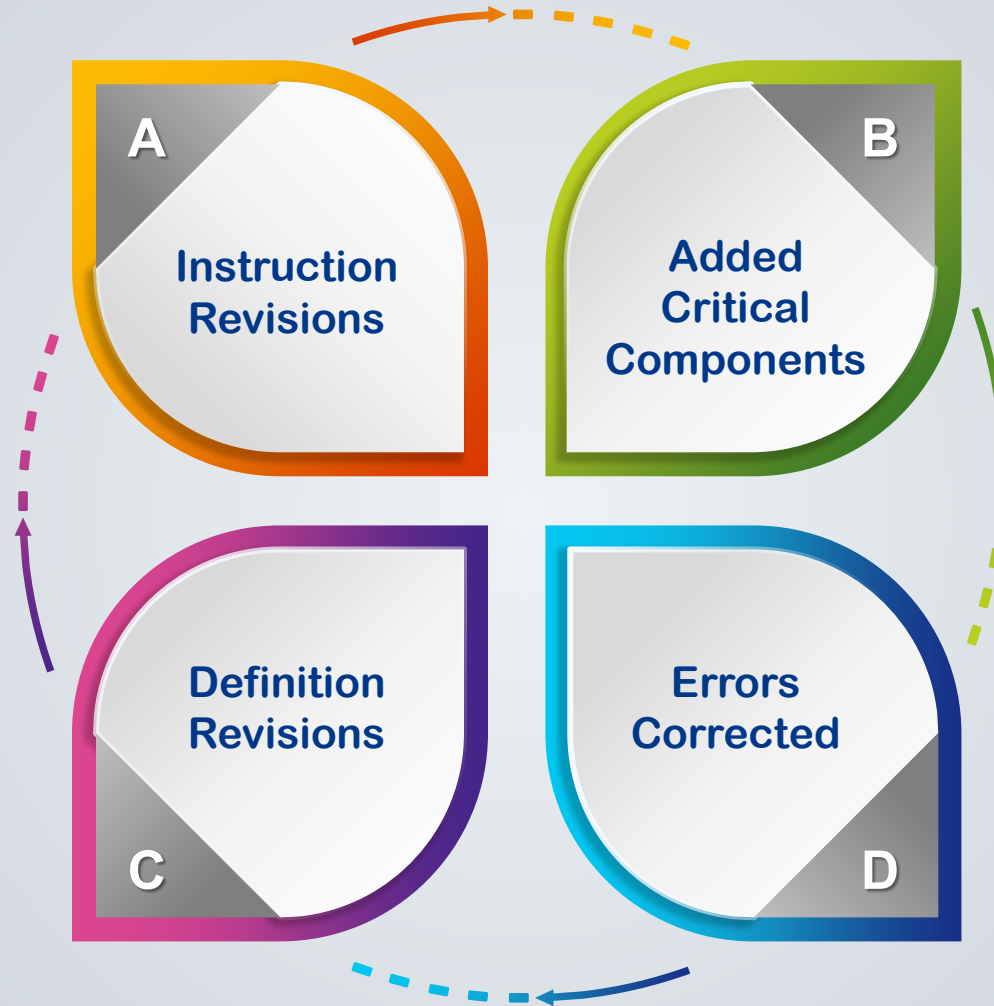 A
Instruction
Revisions
B
Added
Critical
Components
C
Definition
Revisions
D
Errors
Corrected